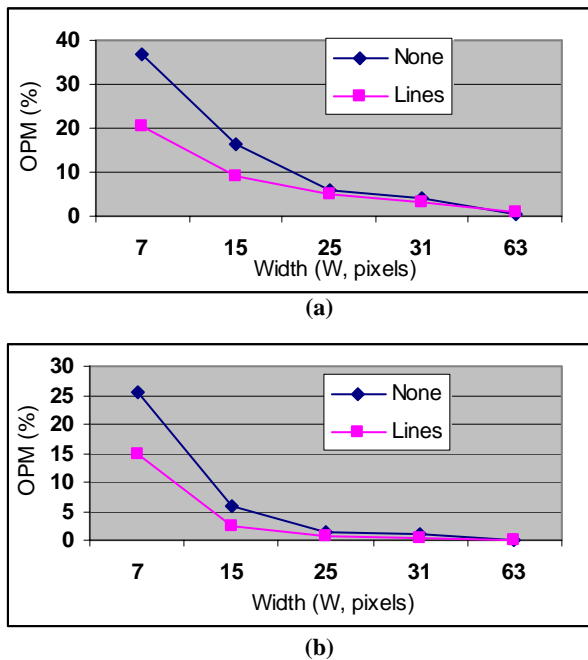 40
30
20
10
0
OPM (%)
None
Lines
7 15 25 31 63
Width (W, pixels)
(a)
30
25
20
15
10
5
0
OPM (%)
None
Lines
7 15 25 31 63
Width (W, pixels)
(b)